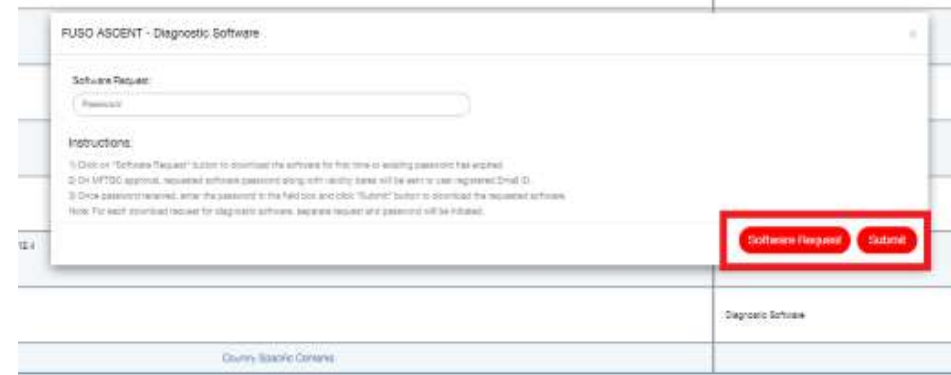 FUSO ASCENT - Diagnostic Software
×
Software Request:
Password
Instructions:
1) Click on "Software Request" button to download the software for first time or existing password has expired.
2) On MFTBC approval, requested software password along with validity dates will be sent to user registered Email ID.
3) Once password received, enter the password in the field box and click "Submit" button to download the requested software.
Note: For each download request for diagnostic software, separate request and password will be initiated.
Software Request
Submit
Diagnostic Software
Country Specific Contents